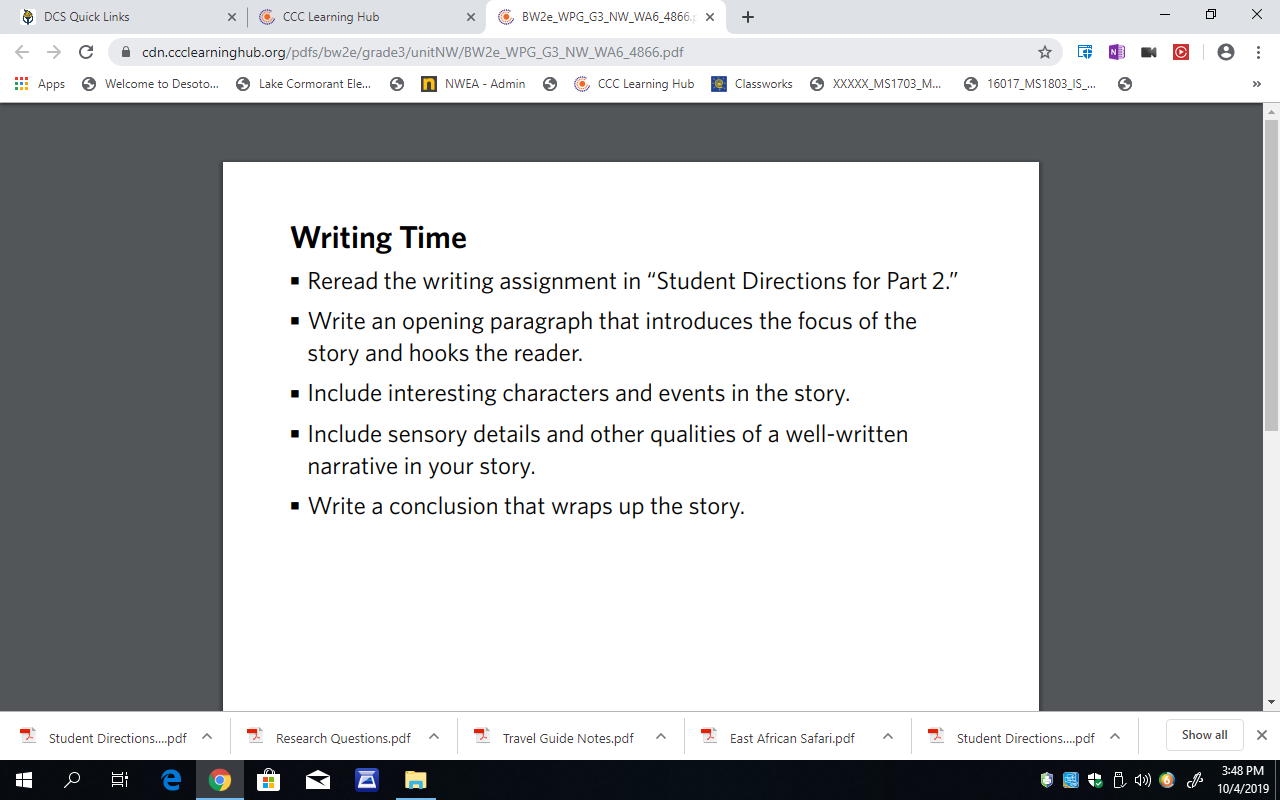 DCS Quick Links
CCC Learning Hub
BW2e_WPG_G3_NW_WA6_4866.p
cdn.ccclearninghub.org/pdfs/bw2e/grade3/unitNW/BW2e_WPG_G3_NW_WA6_4866.pdf
Apps
Welcome to Desoto...
Lake Cormorant Ele...
NWEA - Admin
CCC Learning Hub
Classworks
XXXXX_MS1703_M...
16017_MS1803_IS_...
»
Writing Time
▪ Reread the writing assignment in “Student Directions for Part 2.”
▪ Write an opening paragraph that introduces the focus of the
story and hooks the reader.
▪ Include interesting characters and events in the story.
▪ Include sensory details and other qualities of a well-written
narrative in your story.
▪ Write a conclusion that wraps up the story.
Student Directions....pdf
Research Questions.pdf
Travel Guide Notes.pdf
East African Safari.pdf
Student Directions....pdf
Show all
3:48 PM
10/4/2019